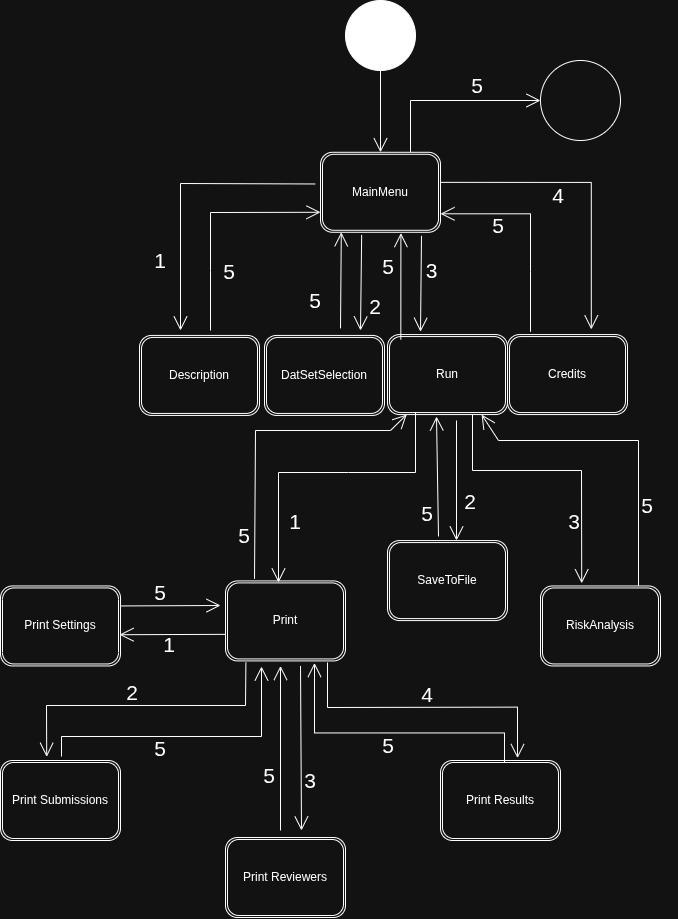 5
MainMenu
4
5
1
5
5
3
5
2
Description
DatSetSelection
Run
Credits
5
1
5
2
3
5
SaveToFile
5
Print Settings
Print
RiskAnalysis
1
2
4
5
5
5
3
Print Submissions
Print Results
Print Reviewers